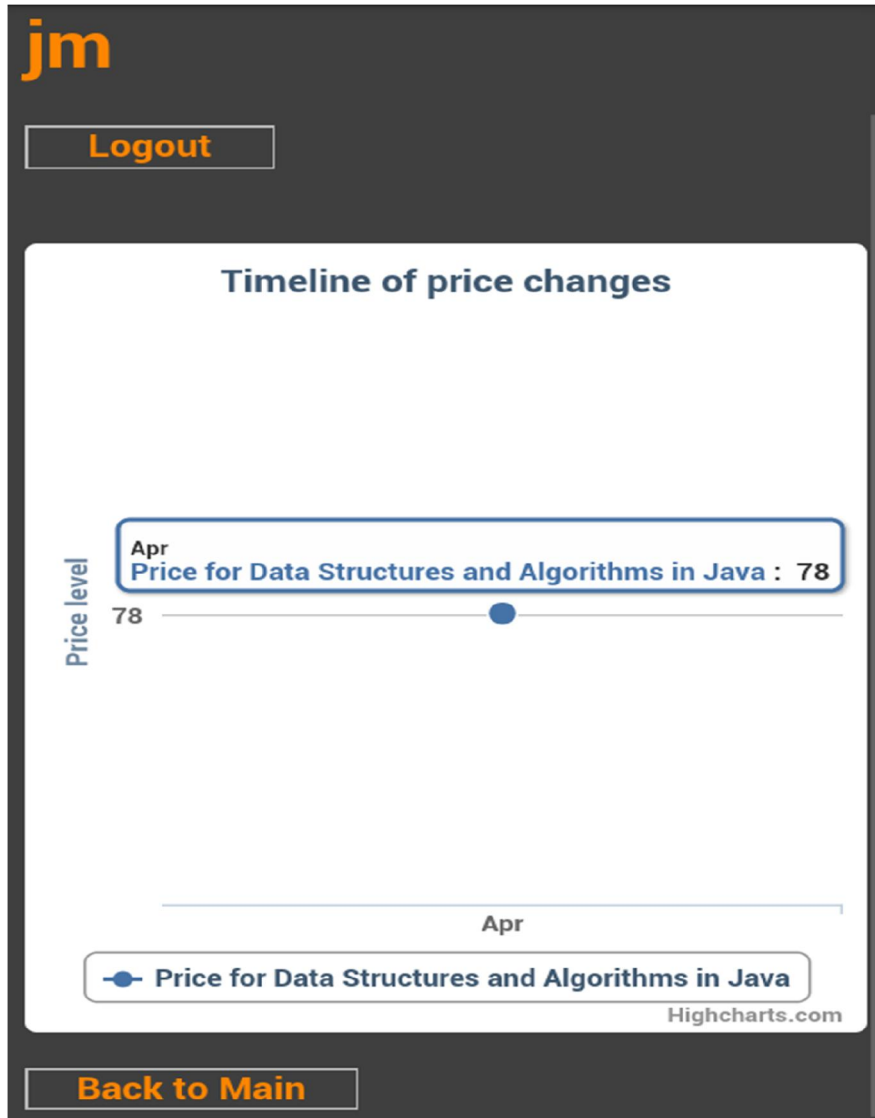 jm
Logout
Timeline of price changes
Apr
Price for Data Structures and Algorithms in Java : 78
Price level
78
Apr
Price for Data Structures and Algorithms in Java
Highcharts.com
Back to Main